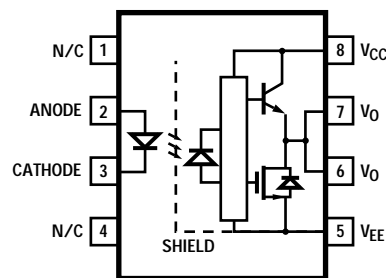 N/C 1
ANODE 2
CATHODE 3
N/C 4
SHIELD
8 VCC
7 VO
6 VO
5 VEE